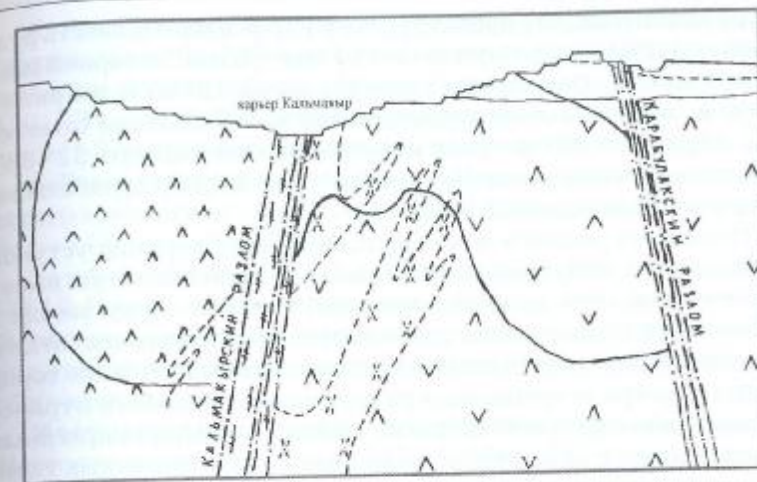 карьер Кальмакыр
КАЛЬМАКЫРСКИЙ РАЗЛОМ
КАРАБУЛАКСКИЙ РАЗЛОМ